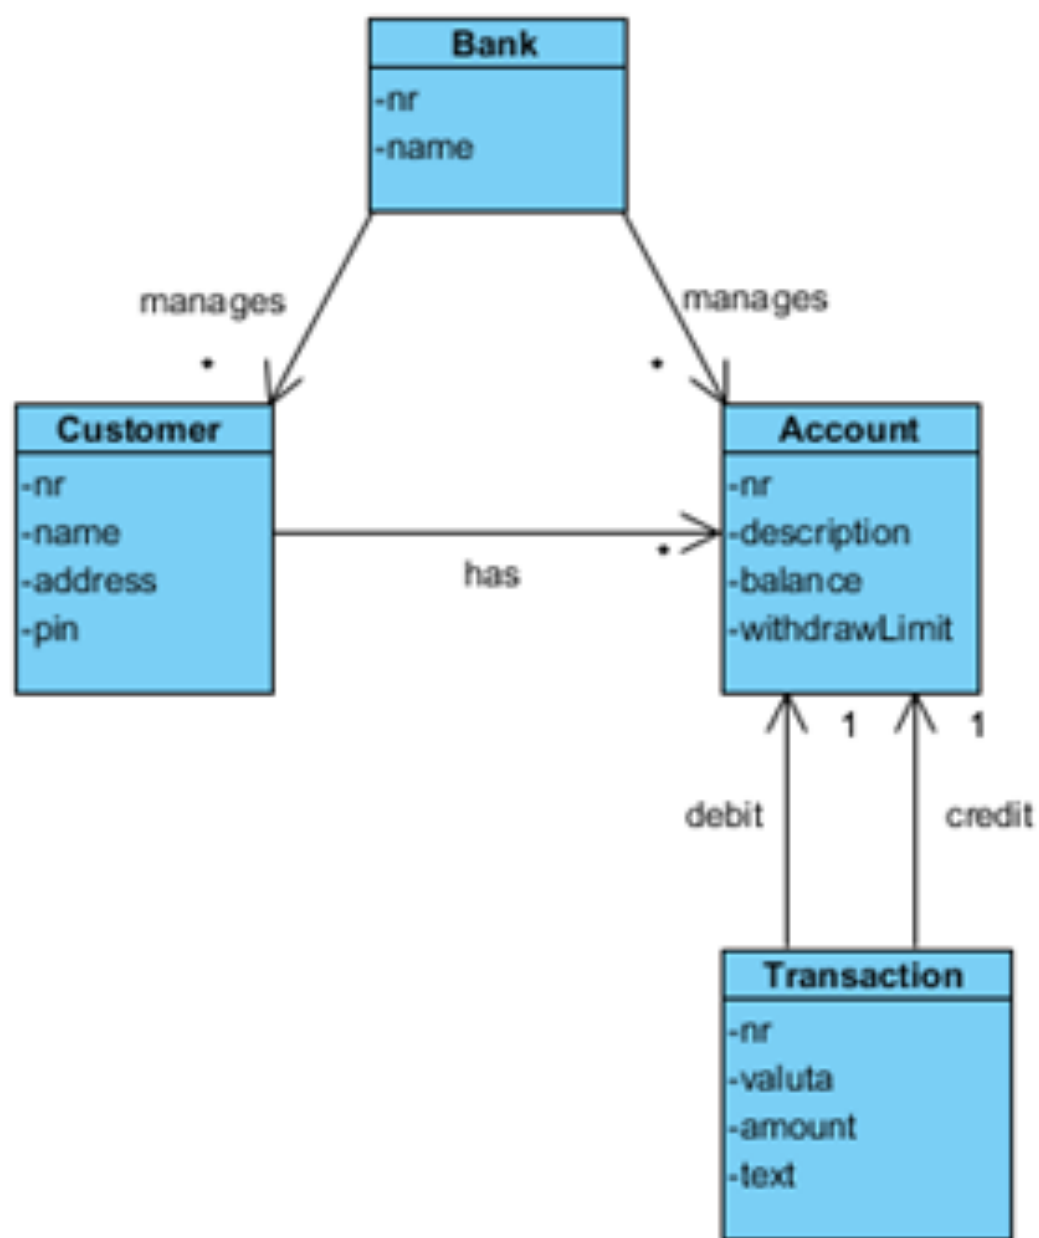 Bank
-nr
-name
manages
manages
*
*
Customer
-nr
-name
-address
-pin
has
*
Account
-nr
-description
-balance
-withdrawLimit
1
1
debit
credit
Transaction
-nr
-valuta
-amount
-text